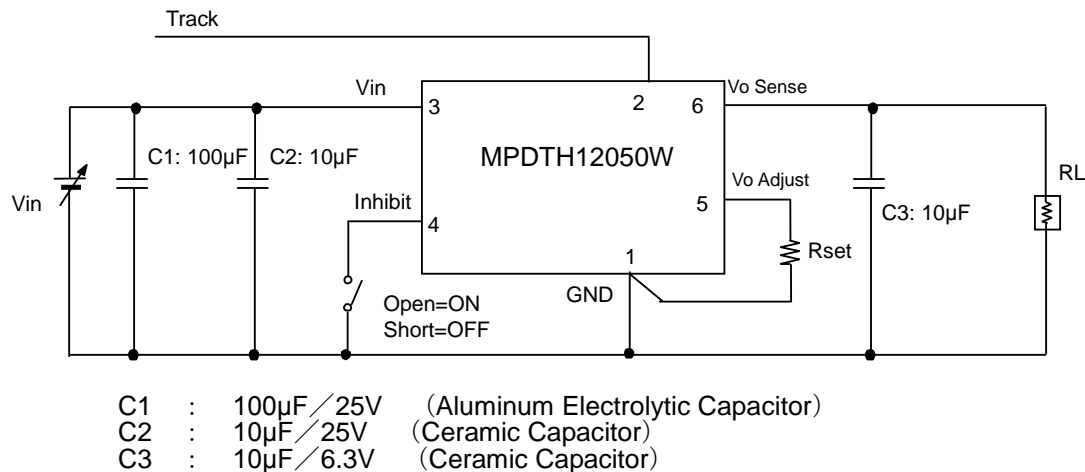 Track
Vin
3
2
6
Vo Sense
C1: 100µF
C2: 10µF
MPDTH12050W
RL
Vin
Inhibit
4
Vo Adjust
5
C3: 10µF
1
Rset
GND
Open=ON
Short=OFF
C1 : 100µF／25V （Aluminum Electrolytic Capacitor）
C2 : 10µF／25V （Ceramic Capacitor）
C3 : 10µF／6.3V （Ceramic Capacitor）